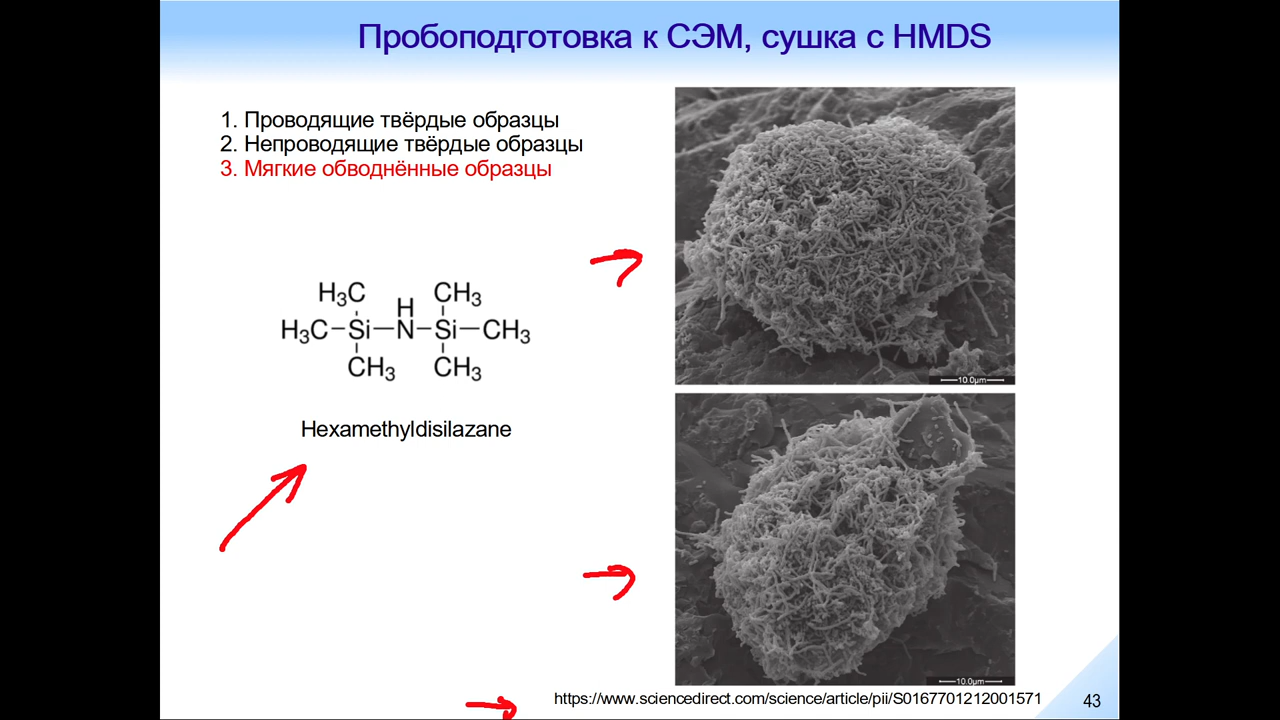 Пробоподготовка к СЭМ, сушка с HMDS
1. Проводящие твёрдые образцы
2. Непроводящие твёрдые образцы
3. Мягкие обводнённые образцы
H₃C CH₃
H
H₃C–Si–N–Si–CH₃
CH₃ CH₃
Hexamethyldisilazane
10.0µm
10.0µm
https://www.sciencedirect.com/science/article/pii/S0167701212001571
43